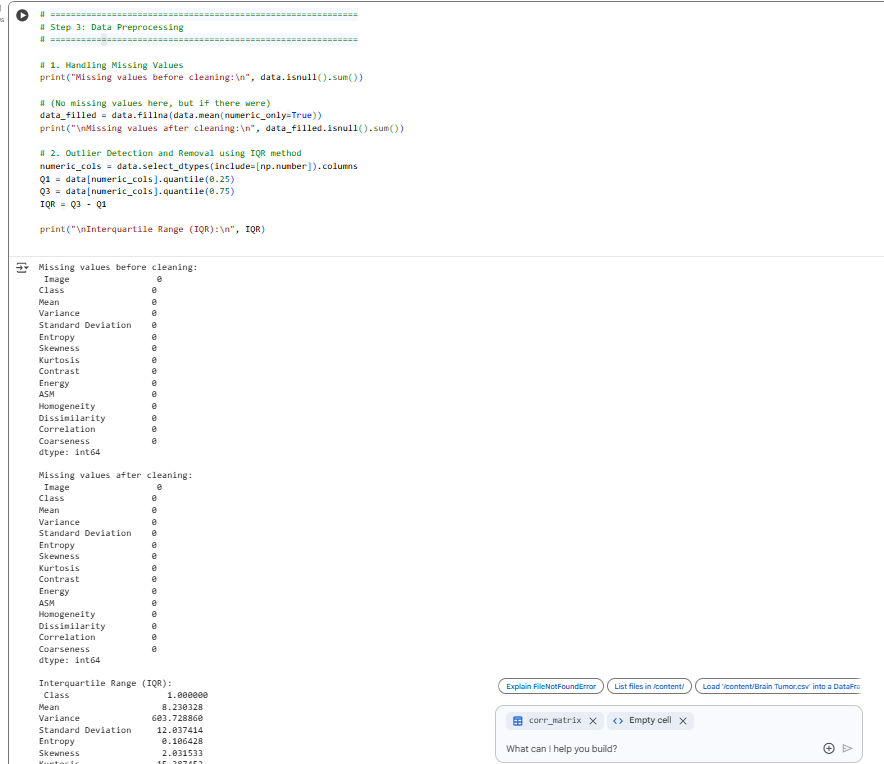 # ============================================================
# Step 3: Data Preprocessing
# ============================================================
# 1. Handling Missing Values
print("Missing values before cleaning:\n", data.isnull().sum())
# (No missing values here, but if there were)
data_filled = data.fillna(data.mean(numeric_only=True))
print("\nMissing values after cleaning:\n", data_filled.isnull().sum())
# 2. Outlier Detection and Removal using IQR method
numeric_cols = data.select_dtypes(include=[np.number]).columns
Q1 = data[numeric_cols].quantile(0.25)
Q3 = data[numeric_cols].quantile(0.75)
IQR = Q3 - Q1
print("\nInterquartile Range (IQR):\n", IQR)
Missing values before cleaning:
Image 0
Class 0
Mean 0
Variance 0
Standard Deviation 0
Entropy 0
Skewness 0
Kurtosis 0
Contrast 0
Energy 0
ASM 0
Homogeneity 0
Dissimilarity 0
Correlation 0
Coarseness 0
dtype: int64
Missing values after cleaning:
Image 0
Class 0
Mean 0
Variance 0
Standard Deviation 0
Entropy 0
Skewness 0
Kurtosis 0
Contrast 0
Energy 0
ASM 0
Homogeneity 0
Dissimilarity 0
Correlation 0
Coarseness 0
dtype: int64
Interquartile Range (IQR):
Class 1.000000
Mean 8.230328
Variance 603.728860
Standard Deviation 12.037414
Entropy 0.106428
Skewness 2.031533
Explain FileNotFoundError
List files in /content/
Load '/content/Brain Tumor.csv' into a DataFra
corr_matrix
Empty cell
What can I help you build?